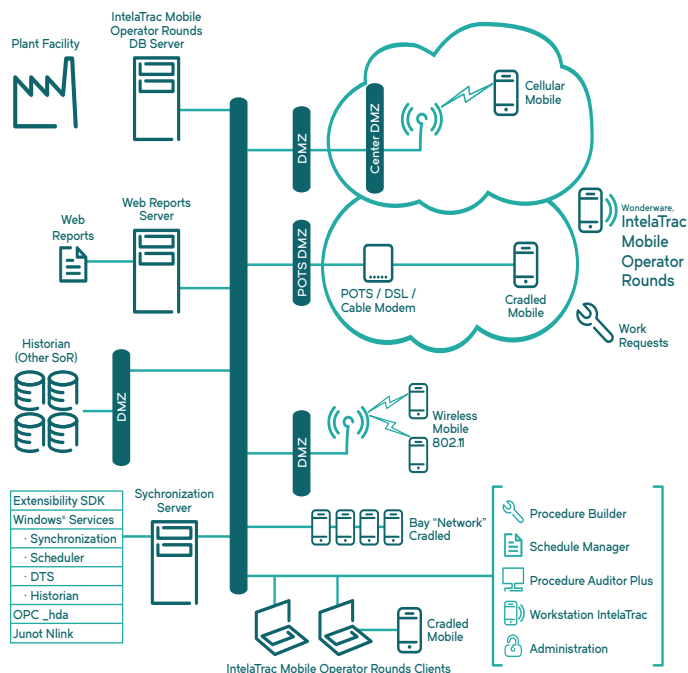 Plant Facility
IntelaTrac Mobile
Operator Rounds
DB Server
DMZ
Center DMZ
Cellular
Mobile
Web
Reports
Web Reports
Server
POTS DMZ
POTS / DSL /
Cable Modem
Cradled
Mobile
Wonderware.
IntelaTrac
Mobile
Operator
Rounds
Work
Requests
Historian
(Other SoR)
DMZ
DMZ
Wireless
Mobile
802.11
Extensibility SDK
Windows® Services
· Synchronization
· Scheduler
· DTS
· Historian
OPC _hda
Junot Nlink
Sychronization
Server
Bay “Network”
Cradled
Cradled
Mobile
IntelaTrac Mobile Operator Rounds Clients
Procedure Builder
Schedule Manager
Procedure Auditor Plus
Workstation IntelaTrac
Administration